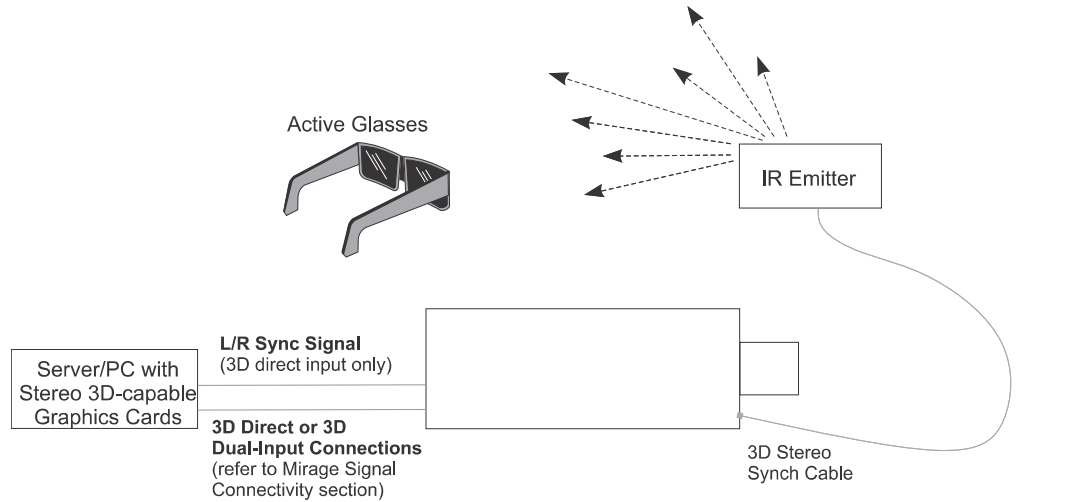 Active Glasses
IR Emitter
L/R Sync Signal
(3D direct input only)
Server/PC with
Stereo 3D-capable
Graphics Cards
3D Direct or 3D
Dual-Input Connections
(refer to Mirage Signal
Connectivity section)
3D Stereo
Synch Cable